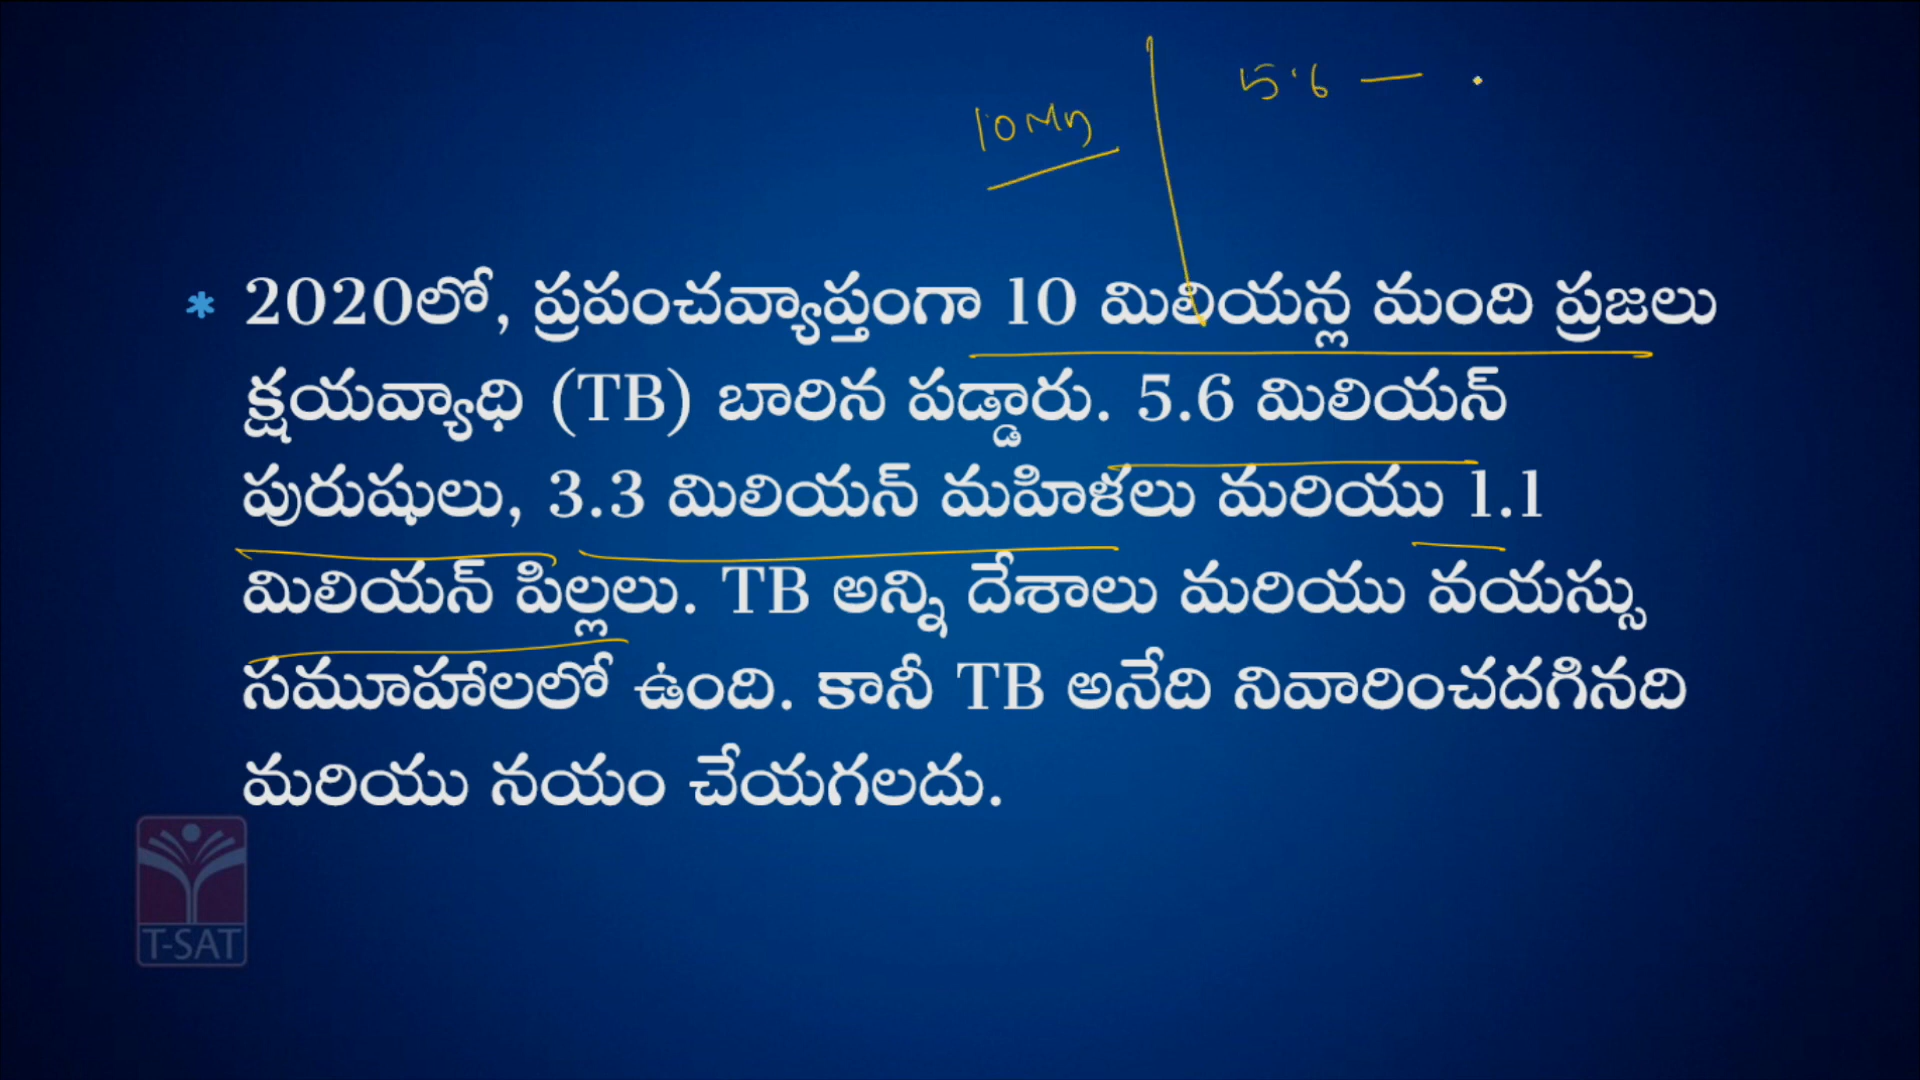 10 Mn
5.6 —
* 2020లో, ప్రపంచవ్యాప్తంగా 10 మిలియన్ల మంది ప్రజలు
క్షయవ్యాధి (TB) బారిన పడ్డారు. 5.6 మిలియన్
పురుషులు, 3.3 మిలియన్ మహిళలు మరియు 1.1
మిలియన్ పిల్లలు. TB అన్ని దేశాలు మరియు వయస్సు
సమూహాలలో ఉంది. కానీ TB అనేది నివారించదగినది
మరియు నయం చేయగలదు.
T-SAT